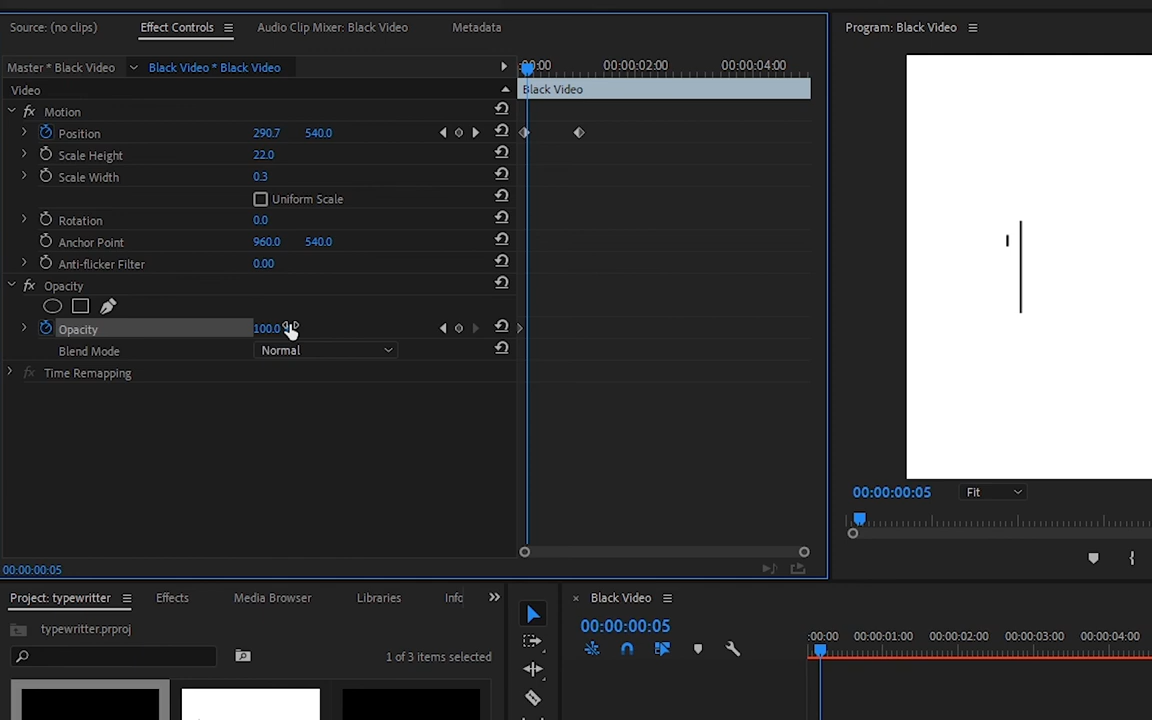 Source: (no clips)
Effect Controls
Audio Clip Mixer: Black Video
Metadata
Program: Black Video
Master * Black Video
Black Video * Black Video
:00:00
00:00:02:00
00:00:04:00
Video
Black Video
fx Motion
Position 290.7 540.0
Scale Height 22.0
Scale Width 0.3
Uniform Scale
Rotation 0.0
Anchor Point 960.0 540.0
Anti-flicker Filter 0.00
fx Opacity
Opacity 100.0
Blend Mode Normal
fx Time Remapping
00:00:00:05
Fit
00:00:00:05
Project: typewritter
Effects
Media Browser
Libraries
Info
× Black Video
typewritter.prproj
00:00:00:05
:00:00 00:00:01:00 00:00:02:00 00:00:03:00 00:00:04:00
1 of 3 items selected